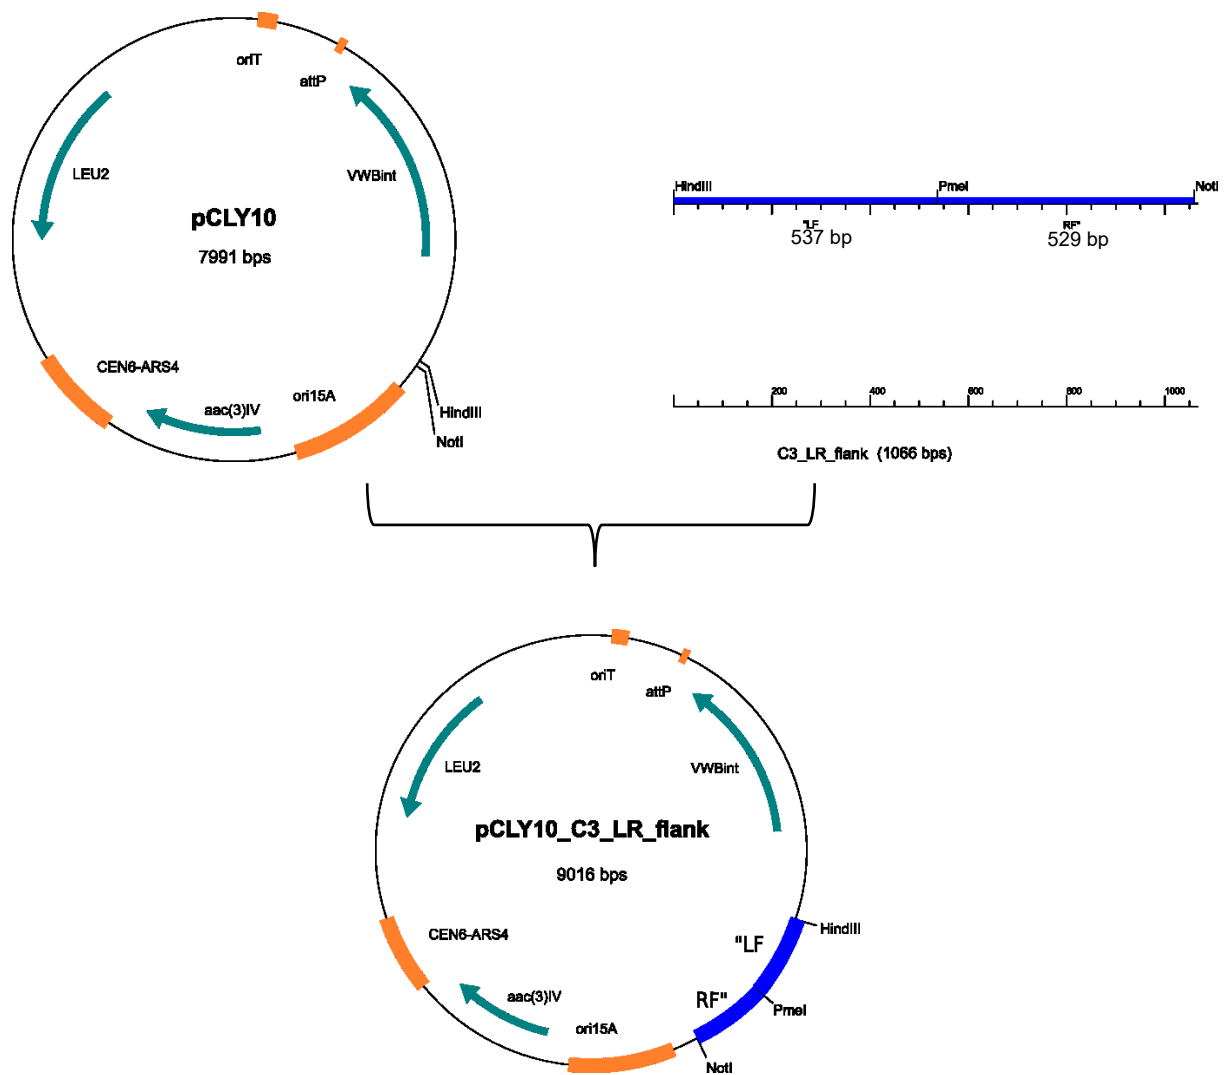 oriT
attP
LEU2
VWBint
pCLY10
7991 bps
CEN6-ARS4
aac(3)IV
ori15A
HindIII
NotI
HindIII
PmeI
NotI
"LF
RF"
537 bp
529 bp
200
400
600
800
1000
C3_LR_flank (1066 bps)
oriT
attP
LEU2
VWBint
pCLY10_C3_LR_flank
9016 bps
CEN6-ARS4
"LF
HindIII
RF"
PmeI
aac(3)IV
ori15A
NotI